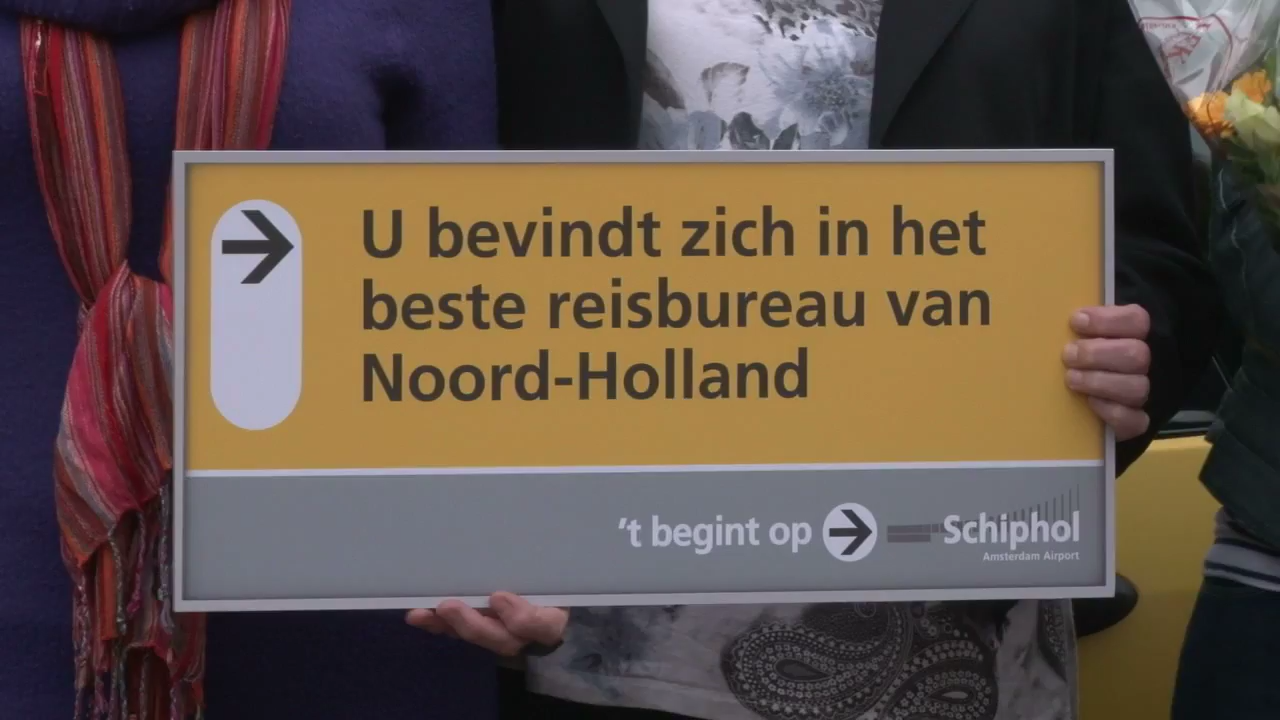 U bevindt zich in het
beste reisbureau van
Noord-Holland
't begint op
Schiphol
Amsterdam Airport